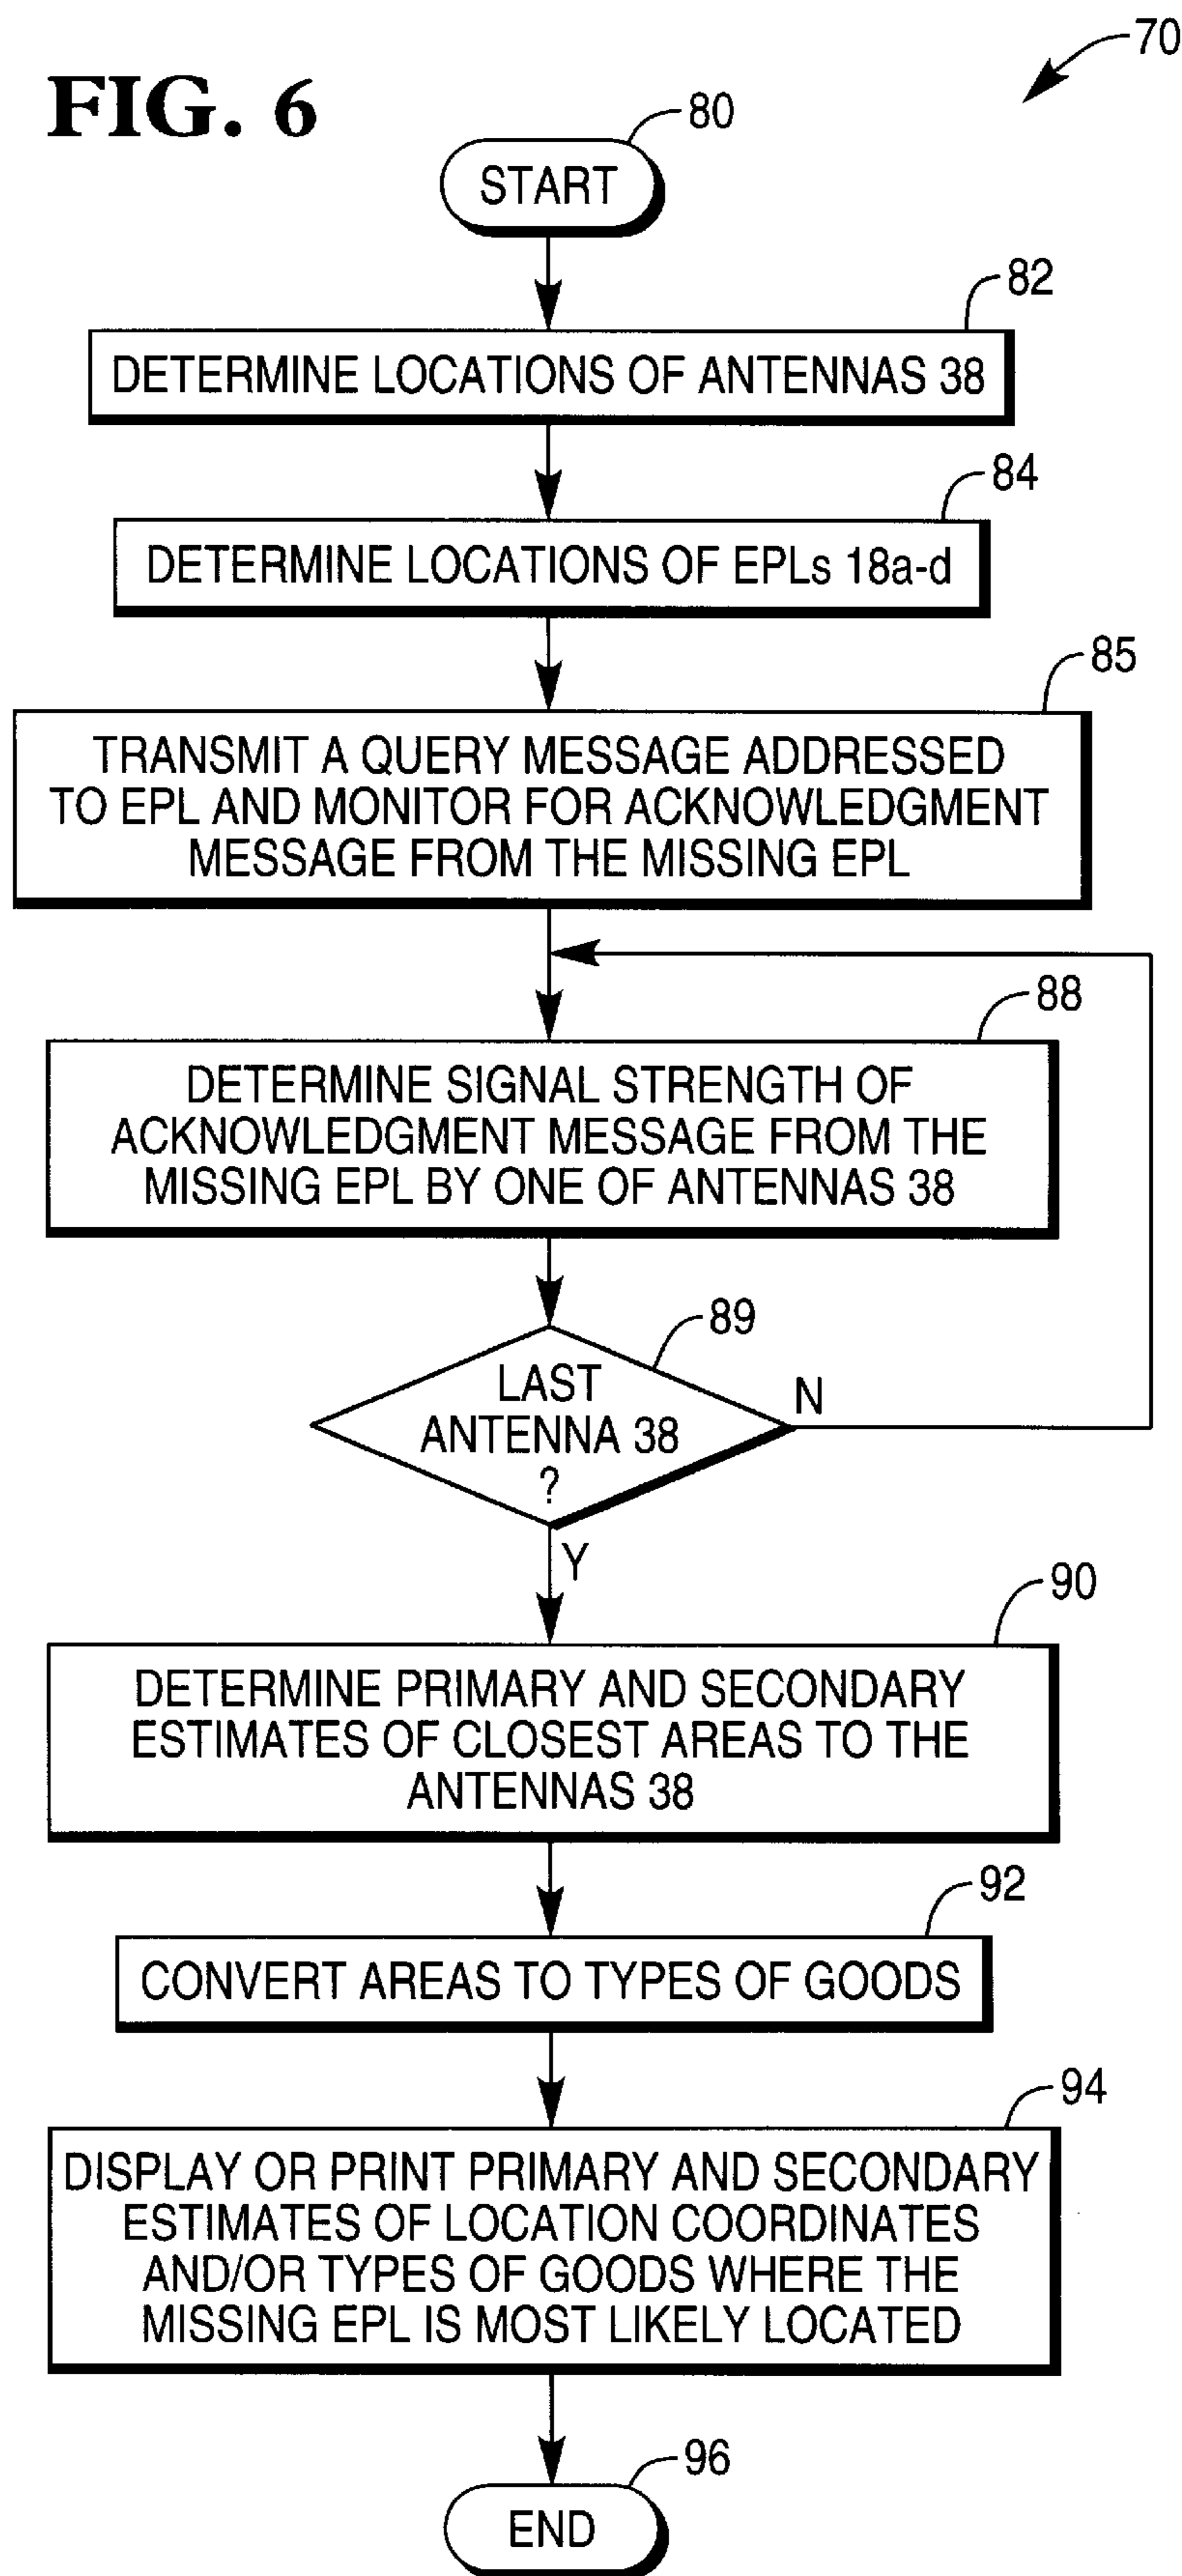 70
FIG. 6
80
START
82
DETERMINE LOCATIONS OF ANTENNAS 38
84
DETERMINE LOCATIONS OF EPLs 18a-d
85
TRANSMIT A QUERY MESSAGE ADDRESSED
TO EPL AND MONITOR FOR ACKNOWLEDGMENT
MESSAGE FROM THE MISSING EPL
88
DETERMINE SIGNAL STRENGTH OF
ACKNOWLEDGMENT MESSAGE FROM THE
MISSING EPL BY ONE OF ANTENNAS 38
89
LAST
ANTENNA 38
?
N
Y
90
DETERMINE PRIMARY AND SECONDARY
ESTIMATES OF CLOSEST AREAS TO THE
ANTENNAS 38
92
CONVERT AREAS TO TYPES OF GOODS
94
DISPLAY OR PRINT PRIMARY AND SECONDARY
ESTIMATES OF LOCATION COORDINATES
AND/OR TYPES OF GOODS WHERE THE
MISSING EPL IS MOST LIKELY LOCATED
96
END